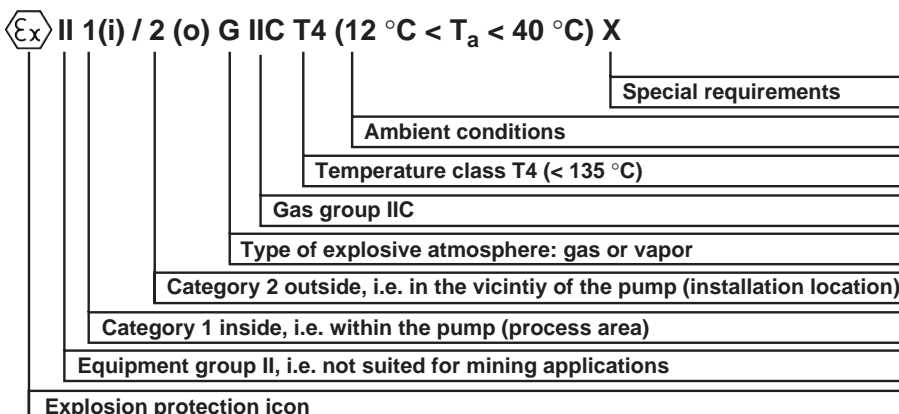 Ex II 1(i) / 2 (o) G IIC T4 (12 °C < Ta < 40 °C) X
Special requirements
Ambient conditions
Temperature class T4 (< 135 °C)
Gas group IIC
Type of explosive atmosphere: gas or vapor
Category 2 outside, i.e. in the vicintiy of the pump (installation location)
Category 1 inside, i.e. within the pump (process area)
Equipment group II, i.e. not suited for mining applications
Explosion protection icon